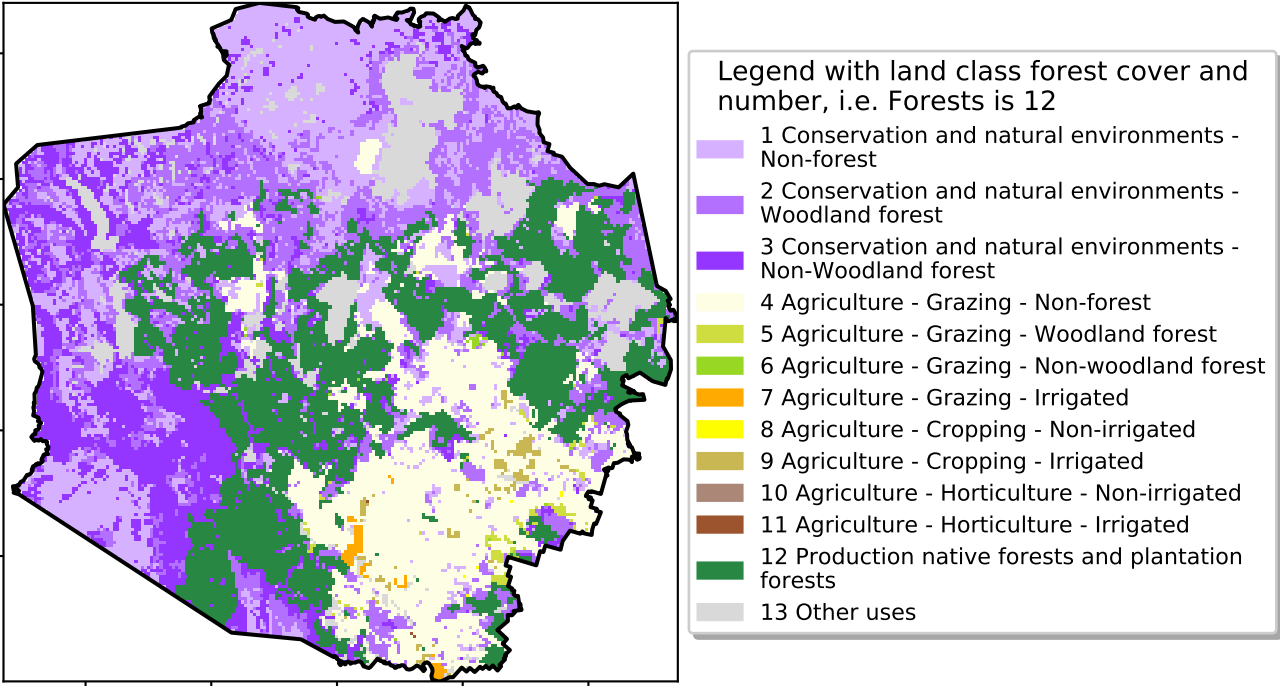 Legend with land class forest cover and
number, i.e. Forests is 12
1 Conservation and natural environments -
Non-forest
2 Conservation and natural environments -
Woodland forest
3 Conservation and natural environments -
Non-Woodland forest
4 Agriculture - Grazing - Non-forest
5 Agriculture - Grazing - Woodland forest
6 Agriculture - Grazing - Non-woodland forest
7 Agriculture - Grazing - Irrigated
8 Agriculture - Cropping - Non-irrigated
9 Agriculture - Cropping - Irrigated
10 Agriculture - Horticulture - Non-irrigated
11 Agriculture - Horticulture - Irrigated
12 Production native forests and plantation
forests
13 Other uses